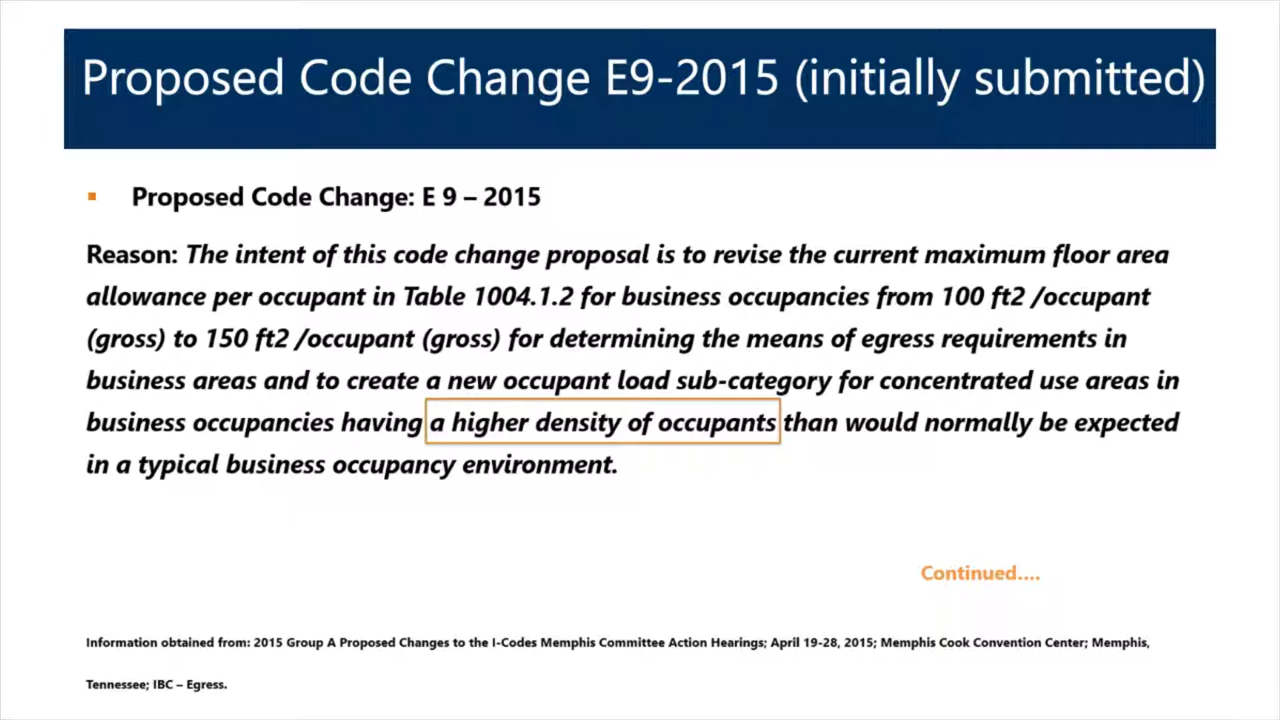 Proposed Code Change E9-2015 (initially submitted)
Proposed Code Change: E 9 – 2015
Reason: The intent of this code change proposal is to revise the current maximum floor area
allowance per occupant in Table 1004.1.2 for business occupancies from 100 ft2 /occupant
(gross) to 150 ft2 /occupant (gross) for determining the means of egress requirements in
business areas and to create a new occupant load sub-category for concentrated use areas in
business occupancies having a higher density of occupants than would normally be expected
in a typical business occupancy environment.
Continued....
Information obtained from: 2015 Group A Proposed Changes to the I-Codes Memphis Committee Action Hearings; April 19-28, 2015; Memphis Cook Convention Center; Memphis,
Tennessee; IBC – Egress.